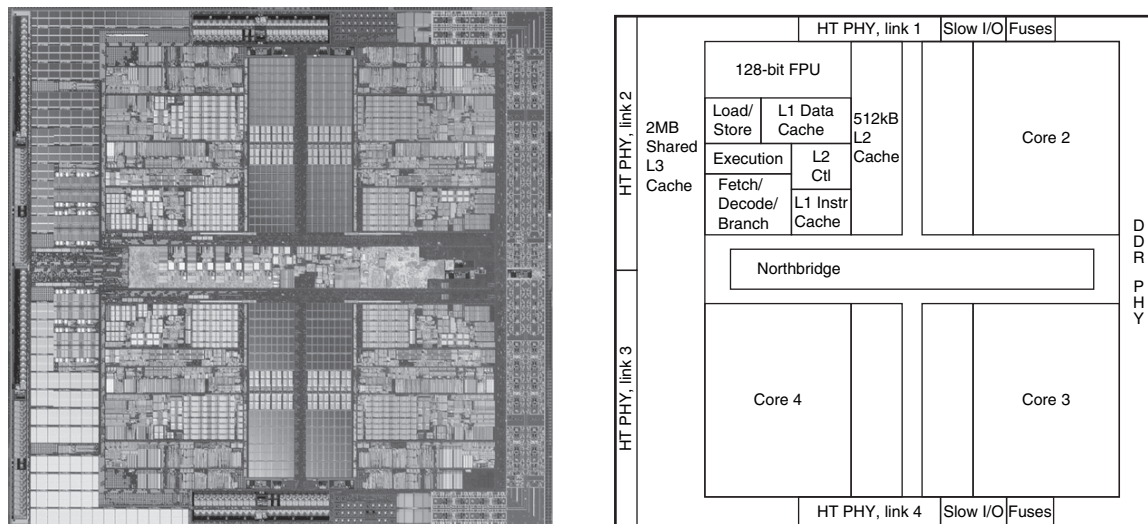 HT PHY, link 1
Slow I/O
Fuses
HT PHY, link 2
2MB
Shared
L3
Cache
128-bit FPU
Load/
Store
L1 Data
Cache
Execution
L2
Ctl
Fetch/
Decode/
Branch
L1 Instr
Cache
512kB
L2
Cache
Core 2
Northbridge
DDR PHY
HT PHY, link 3
Core 4
Core 3
HT PHY, link 4
Slow I/O
Fuses